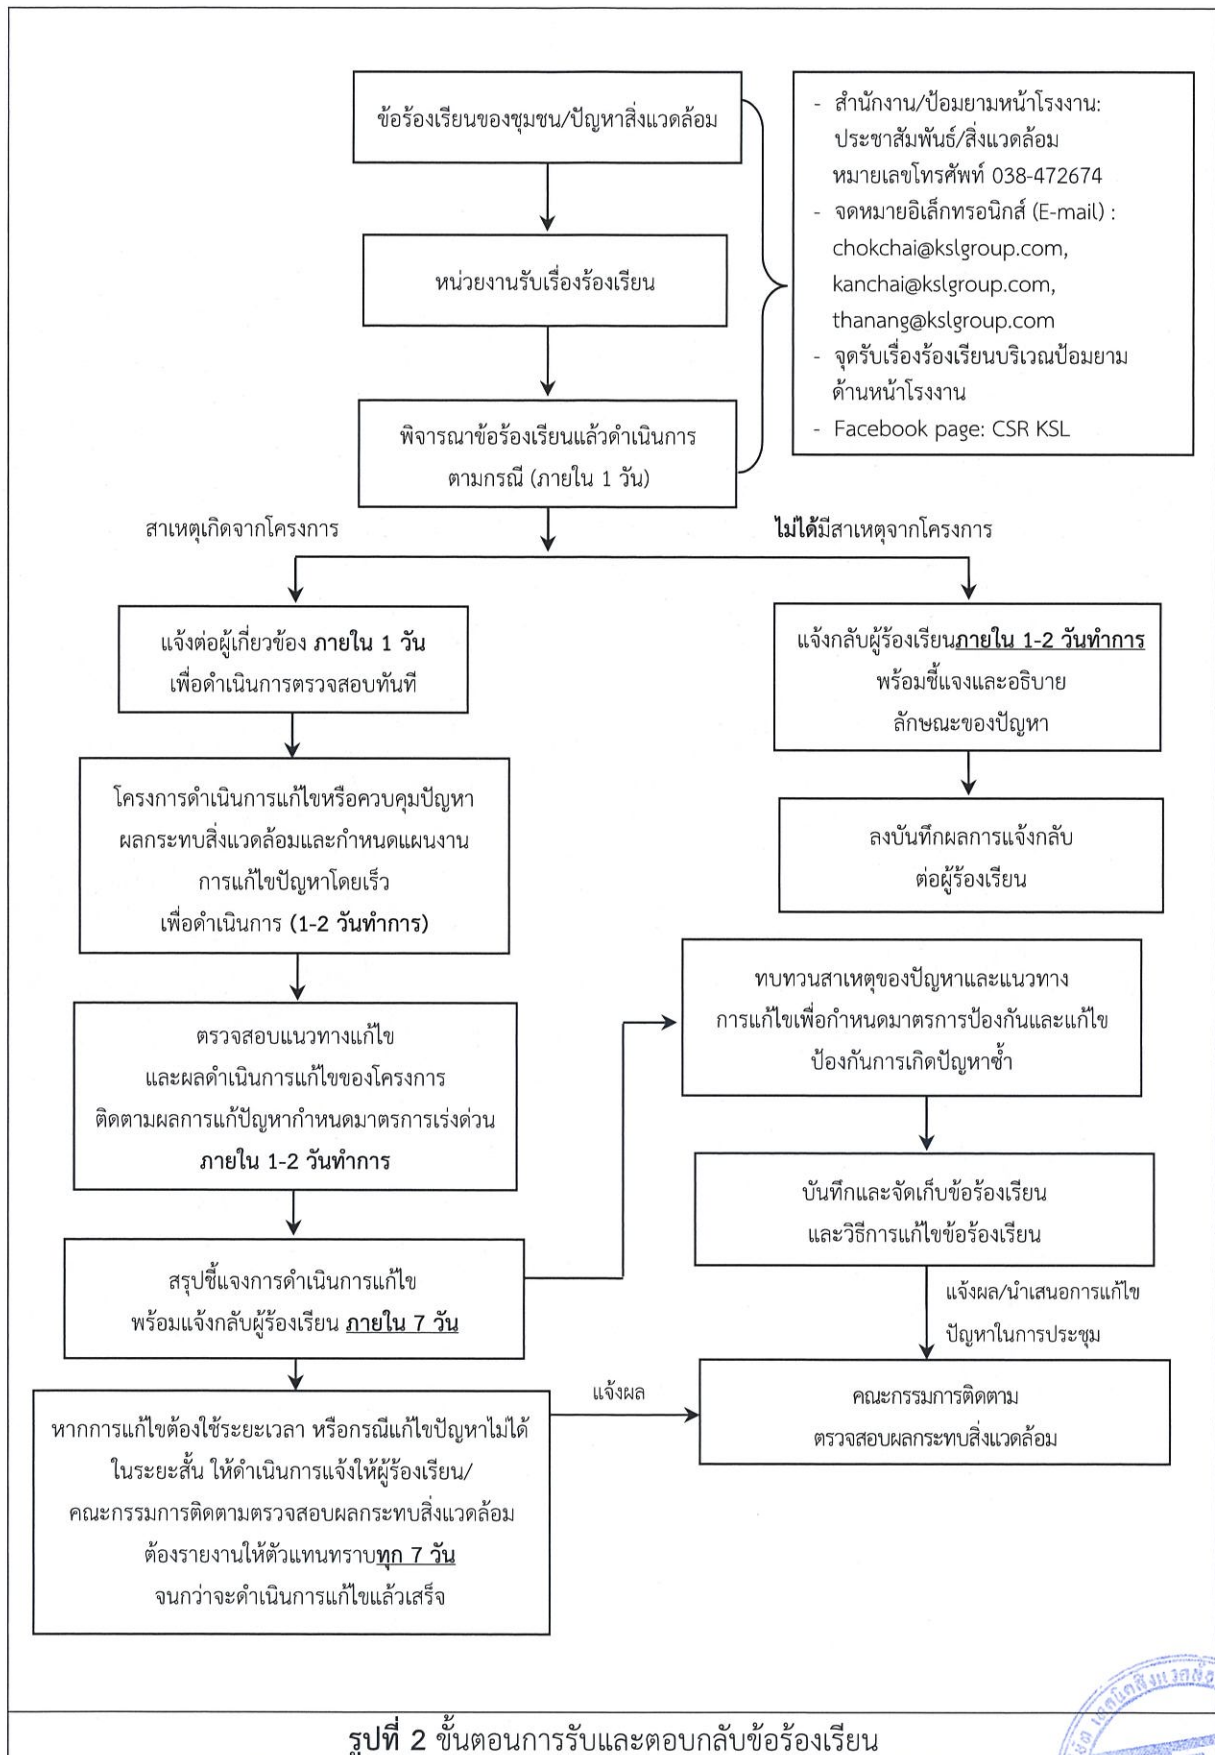 ข้อร้องเรียนของชุมชน/ปัญหาสิ่งแวดล้อม
- สำนักงาน/ป้อมยามหน้าโรงงาน:
ประชาสัมพันธ์/สิ่งแวดล้อม
หมายเลขโทรศัพท์ 038-472674
- จดหมายอิเล็กทรอนิกส์ (E-mail) :
chokchai@kslgroup.com,
kanchai@kslgroup.com,
thanang@kslgroup.com
- จุดรับเรื่องร้องเรียนบริเวณป้อมยาม
ด้านหน้าโรงงาน
- Facebook page: CSR KSL
หน่วยงานรับเรื่องร้องเรียน
พิจารณาข้อร้องเรียนแล้วดำเนินการ
ตามกรณี (ภายใน 1 วัน)
สาเหตุเกิดจากโครงการ
ไม่ได้มีสาเหตุจากโครงการ
แจ้งต่อผู้เกี่ยวข้อง ภายใน 1 วัน
เพื่อดำเนินการตรวจสอบทันที
แจ้งกลับผู้ร้องเรียนภายใน 1-2 วันทำการ
พร้อมชี้แจงและอธิบาย
ลักษณะของปัญหา
โครงการดำเนินการแก้ไขหรือควบคุมปัญหา
ผลกระทบสิ่งแวดล้อมและกำหนดแผนงาน
การแก้ไขปัญหาโดยเร็ว
เพื่อดำเนินการ (1-2 วันทำการ)
ลงบันทึกผลการแจ้งกลับ
ต่อผู้ร้องเรียน
ตรวจสอบแนวทางแก้ไข
และผลดำเนินการแก้ไขของโครงการ
ติดตามผลการแก้ปัญหากำหนดมาตรการเร่งด่วน
ภายใน 1-2 วันทำการ
ทบทวนสาเหตุของปัญหาและแนวทาง
การแก้ไขเพื่อกำหนดมาตรการป้องกันและแก้ไข
ป้องกันการเกิดปัญหาซ้ำ
บันทึกและจัดเก็บข้อร้องเรียน
และวิธีการแก้ไขข้อร้องเรียน
สรุปชี้แจงการดำเนินการแก้ไข
พร้อมแจ้งกลับผู้ร้องเรียน ภายใน 7 วัน
แจ้งผล/นำเสนอการแก้ไข
ปัญหาในการประชุม
หากการแก้ไขต้องใช้ระยะเวลา หรือกรณีแก้ไขปัญหาไม่ได้
ในระยะสั้น ให้ดำเนินการแจ้งให้ผู้ร้องเรียน/
คณะกรรมการติดตามตรวจสอบผลกระทบสิ่งแวดล้อม
ต้องรายงานให้ตัวแทนทราบทุก 7 วัน
จนกว่าจะดำเนินการแก้ไขแล้วเสร็จ
แจ้งผล
คณะกรรมการติดตาม
ตรวจสอบผลกระทบสิ่งแวดล้อม
รูปที่ 2 ขั้นตอนการรับและตอบกลับข้อร้องเรียน